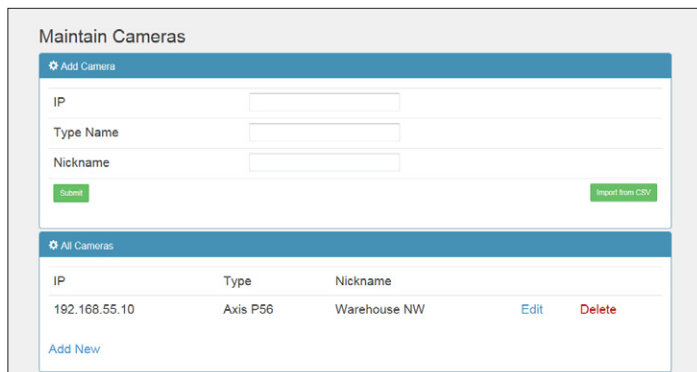 Maintain Cameras
Add Camera
IP
Type Name
Nickname
Submit Import from CSV
All Cameras
IP Type Nickname
192.168.55.10 Axis P56 Warehouse NW Edit Delete
Add New